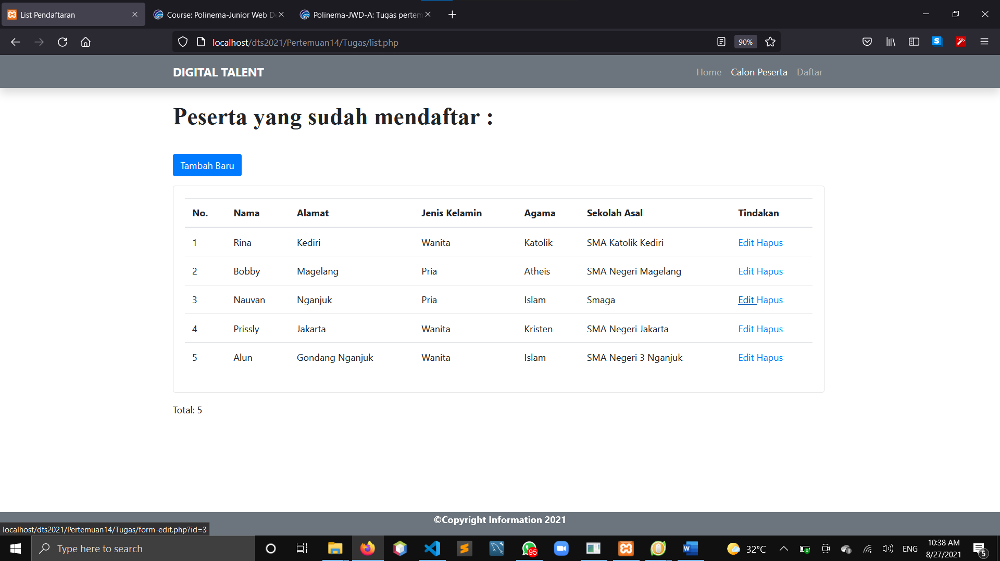 List Pendaftaran
Course: Polinema-Junior Web D
Polinema-JWD-A: Tugas pertem
localhost/dts2021/Pertemuan14/Tugas/list.php
90%
DIGITAL TALENT
Home Calon Peserta Daftar
Peserta yang sudah mendaftar :
Tambah Baru
No. Nama Alamat Jenis Kelamin Agama Sekolah Asal Tindakan
1 Rina Kediri Wanita Katolik SMA Katolik Kediri Edit Hapus
2 Bobby Magelang Pria Atheis SMA Negeri Magelang Edit Hapus
3 Nauvan Nganjuk Pria Islam Smaga Edit Hapus
4 Prissly Jakarta Wanita Kristen SMA Negeri Jakarta Edit Hapus
5 Alun Gondang Nganjuk Wanita Islam SMA Negeri 3 Nganjuk Edit Hapus
Total: 5
©Copyright Information 2021
localhost/dts2021/Pertemuan14/Tugas/form-edit.php?id=3
Type here to search
95
32°C
ENG
10:38 AM
8/27/2021
5